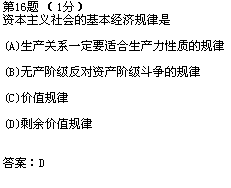 第16题 (1分)
资本主义社会的基本经济规律是
(A)生产关系一定要适合生产力性质的规律
(B)无产阶级反对资产阶级斗争的规律
(C)价值规律
(D)剩余价值规律
答案：D